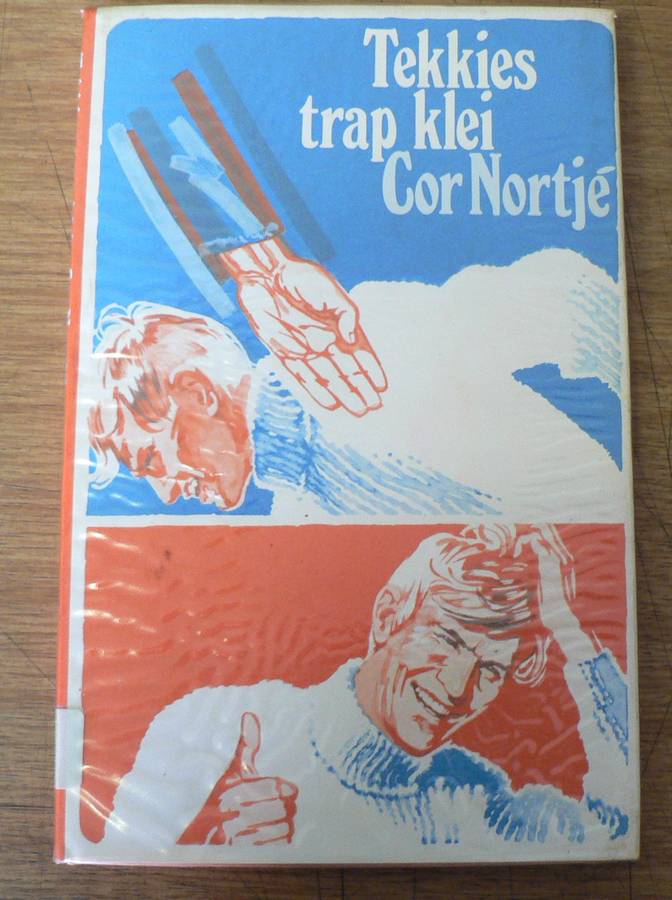 Tekkies
trap klei
Cor Nortjé